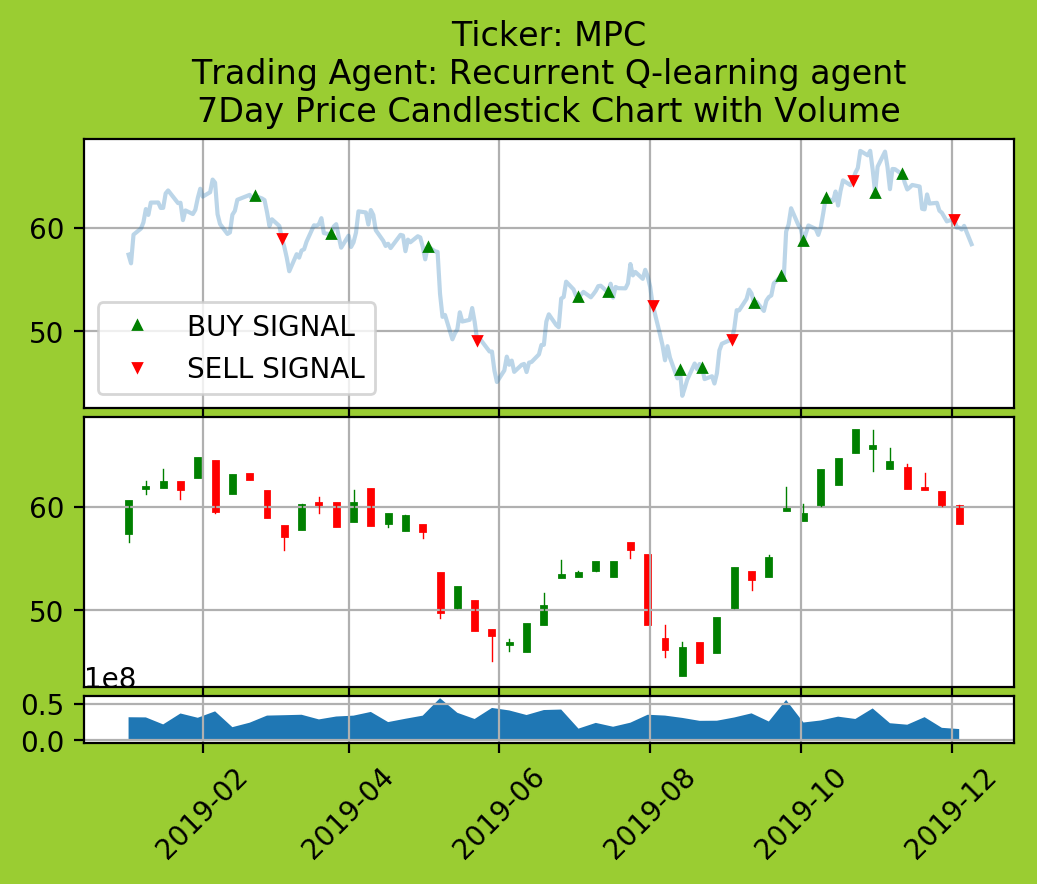 Ticker: MPC
Trading Agent: Recurrent Q-learning agent
7Day Price Candlestick Chart with Volume
60
50
BUY SIGNAL
SELL SIGNAL
60
50
1e8
0.5
0.0
2019-02
2019-04
2019-06
2019-08
2019-10
2019-12